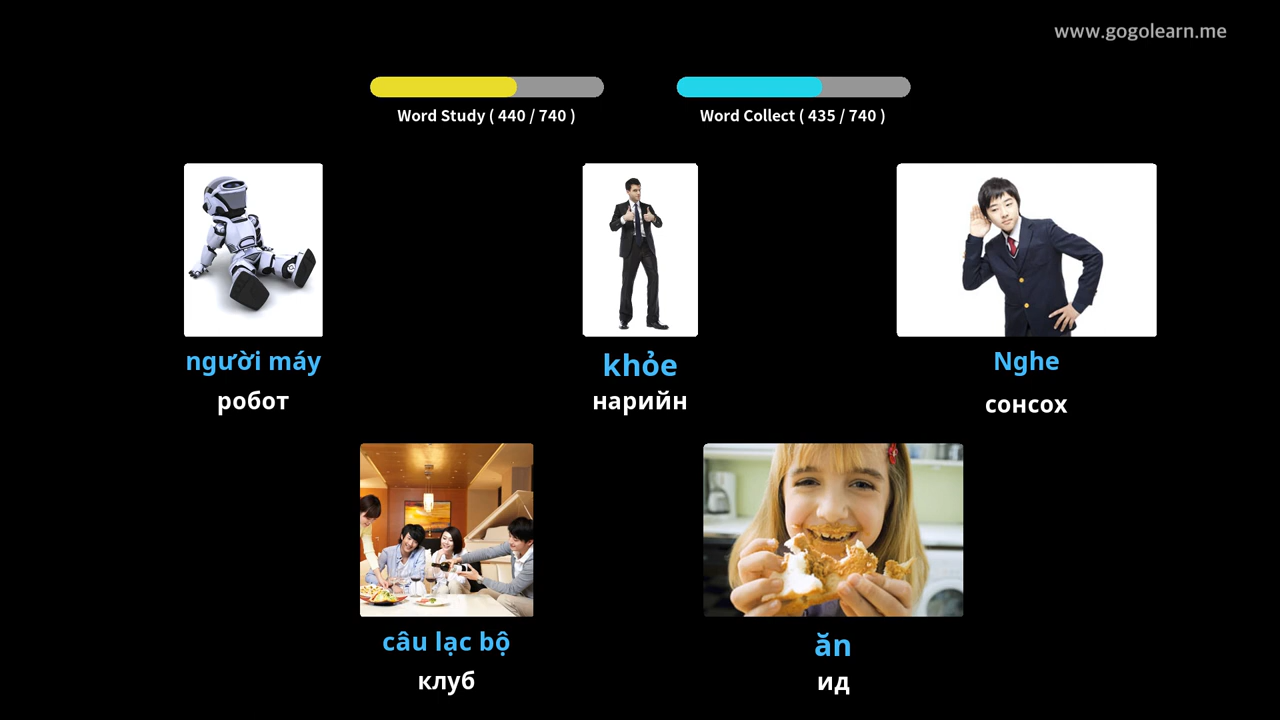 www.gogolearn.me
Word Study ( 440 / 740 )
Word Collect ( 435 / 740 )
người máy
робот
khỏe
нарийн
Nghe
сонсох
câu lạc bộ
клуб
ăn
ид